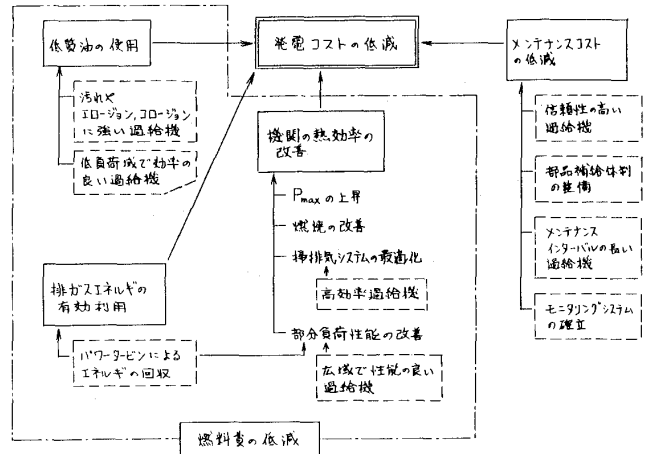 低質油の使用
発電コストの低減
メンテナンスコスト
の低減
汚れや
エロージョン,コロージョン
に強い過給機
低負荷域で効率の
良い過給機
機関の熱効率の
改善
Pmaxの上昇
燃焼の改善
掃排気システムの最適化
高効率過給機
部分負荷性能の改善
広域で性能の良い
過給機
信頼性の高い
過給機
部品補給体制
の整備
メンテナンス
インターバルの長い
過給機
モニタリングシステム
の確立
排ガスエネルギの
有効利用
パワータービンによる
エネルギの回収
燃料費の低減